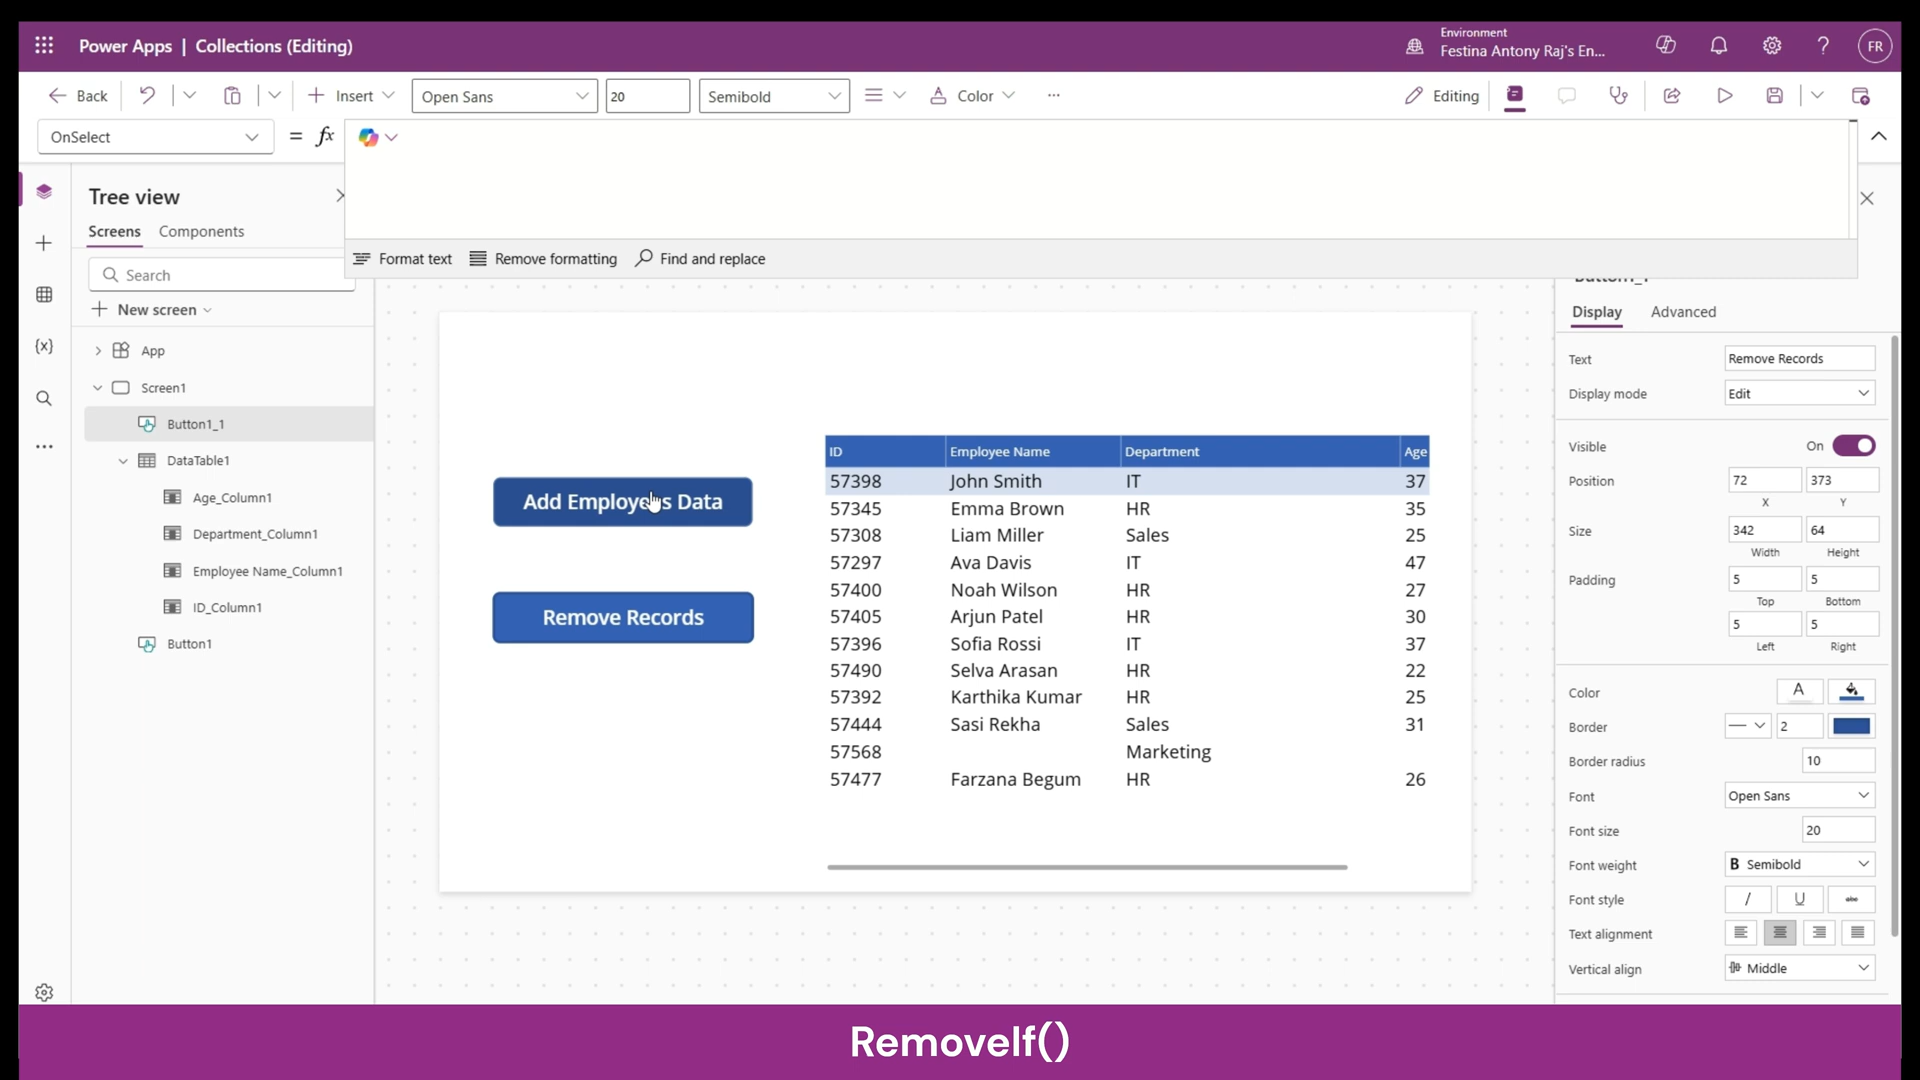 Power Apps | Collections (Editing)
Environment
Festina Antony Raj's En...
FR
Back
Insert
Open Sans
20
Semibold
Color
Editing
OnSelect
= fx
Format text
Remove formatting
Find and replace
Tree view
Screens
Components
Search
New screen
App
Screen1
Button1_1
DataTable1
Age_Column1
Department_Column1
Employee Name_Column1
ID_Column1
Button1
Add Employees Data
Remove Records
ID Employee Name Department Age
57398 John Smith IT 37
57345 Emma Brown HR 35
57308 Liam Miller Sales 25
57297 Ava Davis IT 47
57400 Noah Wilson HR 27
57405 Arjun Patel HR 30
57396 Sofia Rossi IT 37
57490 Selva Arasan HR 22
57392 Karthika Kumar HR 25
57444 Sasi Rekha Sales 31
57568 Marketing
57477 Farzana Begum HR 26
Button1_1
Display
Advanced
Text Remove Records
Display mode Edit
Visible On
Position 72 373
X Y
Size 342 64
Width Height
Padding 5 5
Top Bottom
5 5
Left Right
Color A
Border 2
Border radius 10
Font Open Sans
Font size 20
Font weight B Semibold
Font style / U abc
Text alignment
Vertical align Middle
RemoveIf()